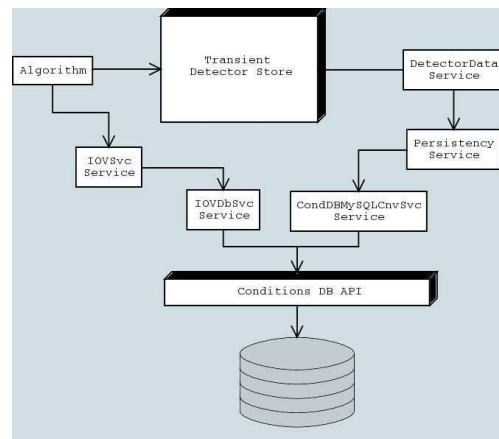 Transient
Detector Store
Algorithm
DetectorData
Service
Persistency
Service
IOVSvc
Service
IOVDbSvc
Service
CondDBMySQLCnvSvc
Service
Conditions DB API